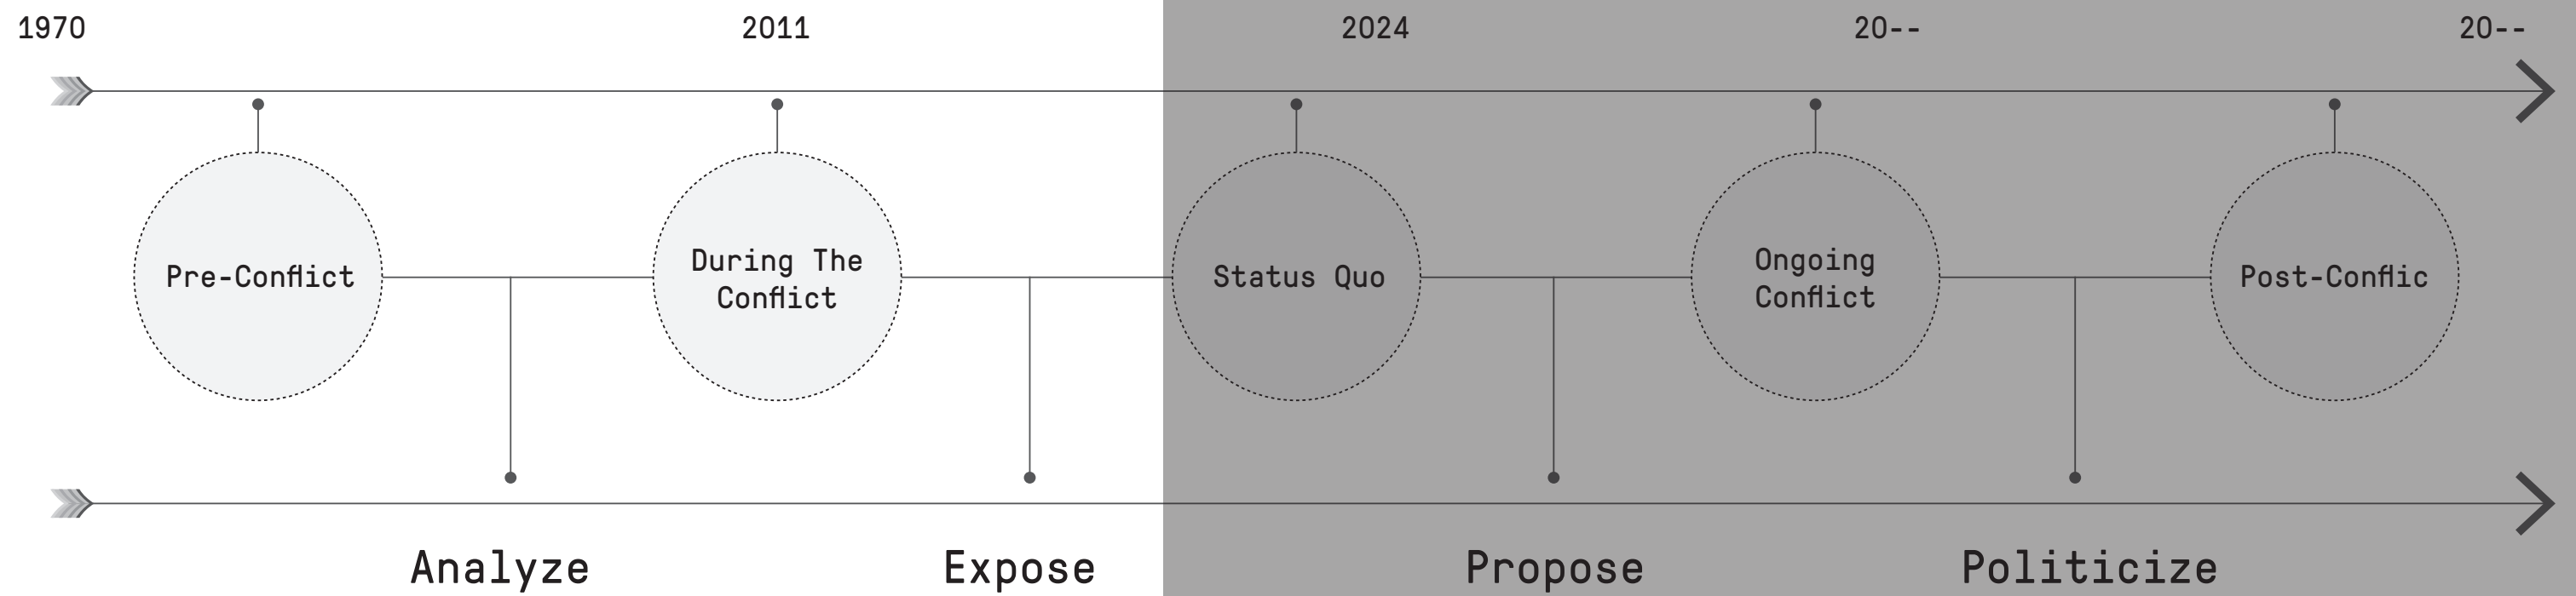 1970
2011
2024
20--
20--
Pre-Conflict
During The
Conflict
Status Quo
Ongoing
Conflict
Post-Conflic
Analyze
Expose
Propose
Politicize